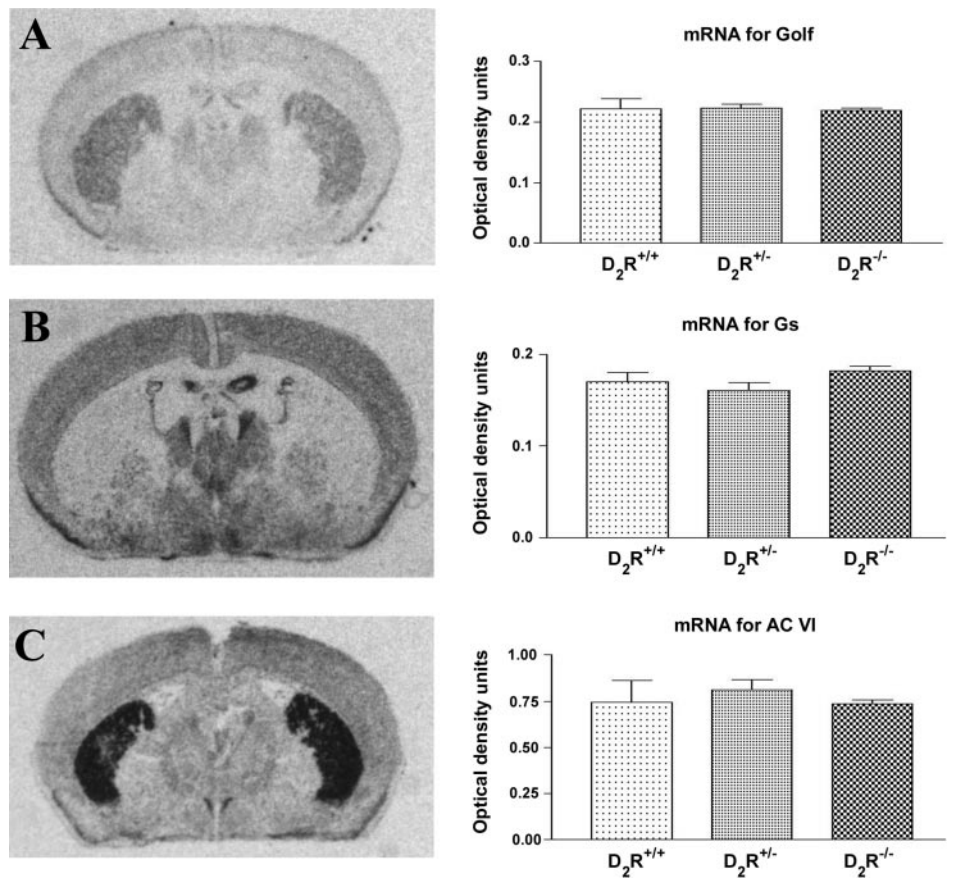 A
mRNA for Golf
Optical density units
0.3
0.2
0.1
0.0
D2R+/+
D2R+/-
D2R-/-
B
mRNA for Gs
Optical density units
0.2
0.1
0.0
D2R+/+
D2R+/-
D2R-/-
C
mRNA for AC VI
Optical density units
1.00
0.75
0.50
0.25
0.00
D2R+/+
D2R+/-
D2R-/-